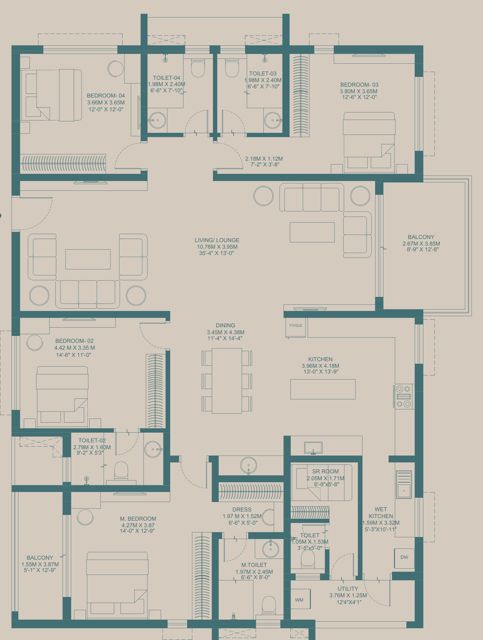 TOILET-04
1.98M X 2.40M
6'-6" X 7'-10"
TOILET-03
1.98M X 2.40M
6'-6" X 7'-10"
BEDROOM- 04
3.66M X 3.65M
12'-0" X 12'-0"
BEDROOM- 03
3.80M X 3.65M
12'-6" X 12'-0"
2.18M X 1.12M
7'-2" X 3'-8"
LIVING/ LOUNGE
10.76M X 3.95M
35'-4" X 13'-0"
BALCONY
2.67M X 3.85M
8'-9" X 12'-8"
DINING
3.45M X 4.38M
11'-4" X 14'-4"
BEDROOM- 02
4.42 M X 3.35 M
14'-6" X 11'-0"
KITCHEN
3.96M X 4.18M
13'-0" X 13'-9"
TOILET-02
2.79M X 1.60M
9'-2" X 5'3"
SR ROOM
2.05M X 1.71M
6'-9"X5'-8"
M. BEDROOM
4.27M X 3.87
14'-0" X 12'-9"
DRESS
1.97 M X 1.52M
6'-6" X 5'-0"
WET
KITCHEN
1.59M X 3.32M
5'-3"X10'-11"
TOILET
1.05M X 1.53M
3'-5"X5'-0"
BALCONY
1.55M X 3.87M
5'-1" X 12'-9"
M.TOILET
1.97M X 2.45M
6'-6" X 8'-0"
DW
UTILITY
3.76M X 1.25M
12'4"X4'1"
WM